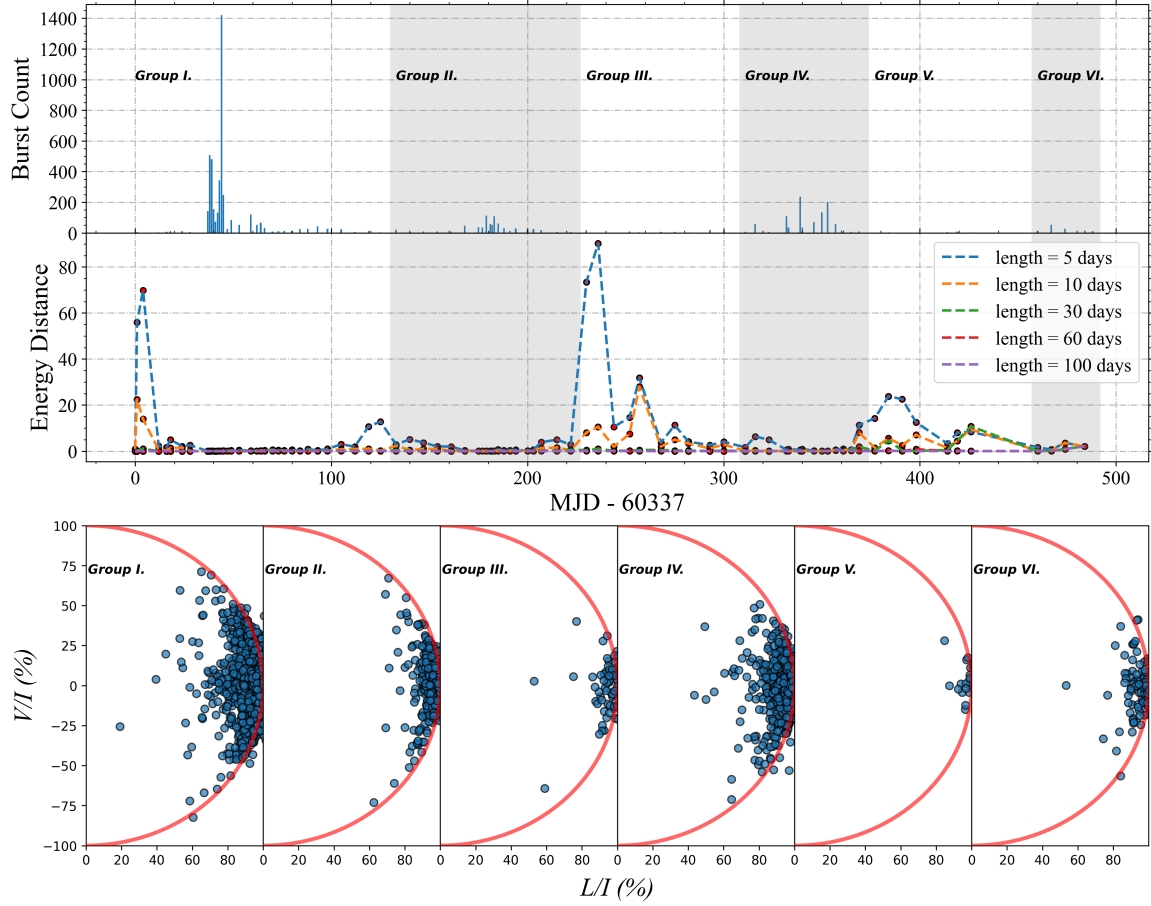 1400
1200
1000
800
600
400
200
0
Burst Count
Group I.
Group II.
Group III.
Group IV.
Group V.
Group VI.
80
60
40
20
0
Energy Distance
length = 5 days
length = 10 days
length = 30 days
length = 60 days
length = 100 days
0 100 200 300 400 500
MJD - 60337
100
75
50
25
0
−25
−50
−75
−100
V/I (%)
Group I.
Group II.
Group III.
Group IV.
Group V.
Group VI.
0 20 40 60 80 0 20 40 60 80 0 20 40 60 80 0 20 40 60 80 0 20 40 60 80 0 20 40 60 80
L/I (%)